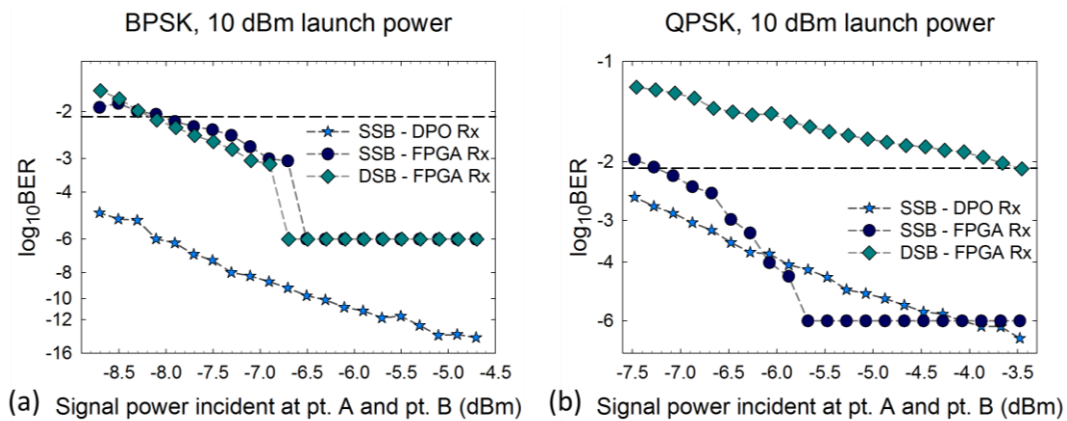 BPSK, 10 dBm launch power
-2
-3
-4
-6
-8
-10
-12
-16
log10BER
SSB - DPO Rx
SSB - FPGA Rx
DSB - FPGA Rx
-8.5 -8.0 -7.5 -7.0 -6.5 -6.0 -5.5 -5.0 -4.5
(a) Signal power incident at pt. A and pt. B (dBm)
QPSK, 10 dBm launch power
-1
-2
-3
-4
-6
log10BER
SSB - DPO Rx
SSB - FPGA Rx
DSB - FPGA Rx
-7.5 -7.0 -6.5 -6.0 -5.5 -5.0 -4.5 -4.0 -3.5
(b) Signal power incident at pt. A and pt. B (dBm)